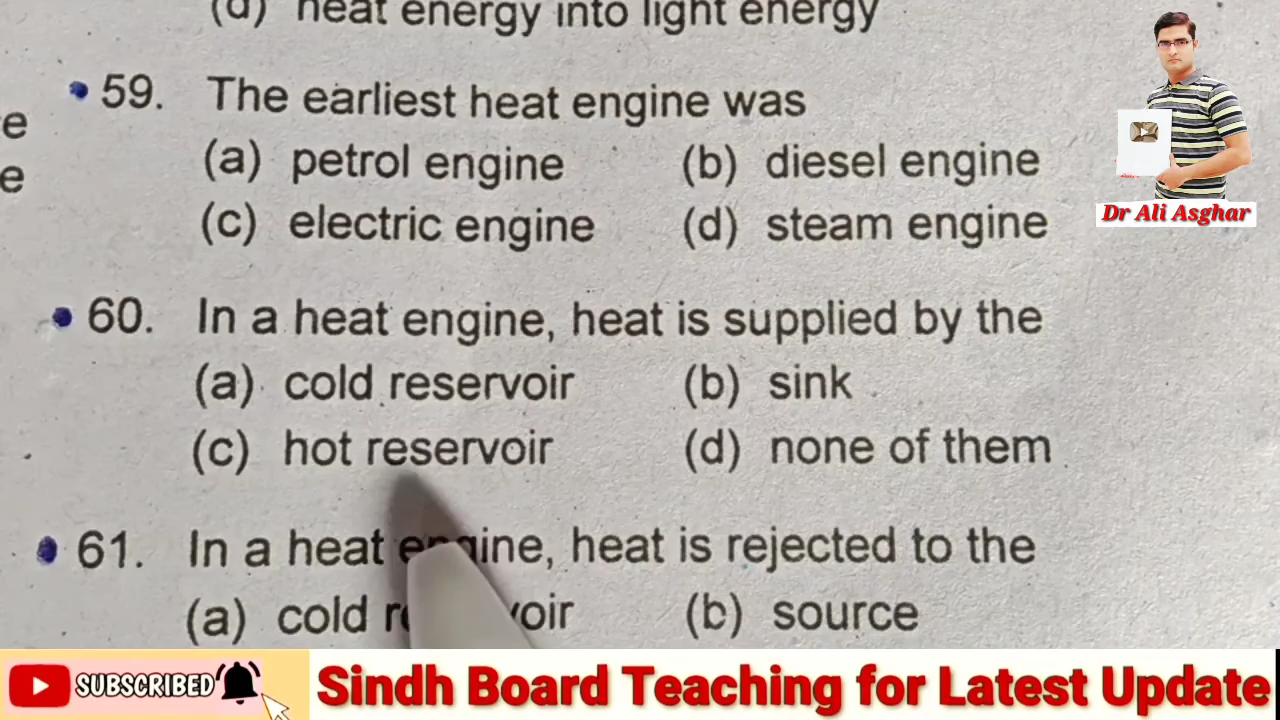 (d) heat energy into light energy
59. The earliest heat engine was
(a) petrol engine (b) diesel engine
(c) electric engine (d) steam engine
60. In a heat engine, heat is supplied by the
(a) cold reservoir (b) sink
(c) hot reservoir (d) none of them
61. In a heat engine, heat is rejected to the
(a) cold (b) source
e
e
Dr Ali Asghar
SUBSCRIBED
Sindh Board Teaching for Latest Update